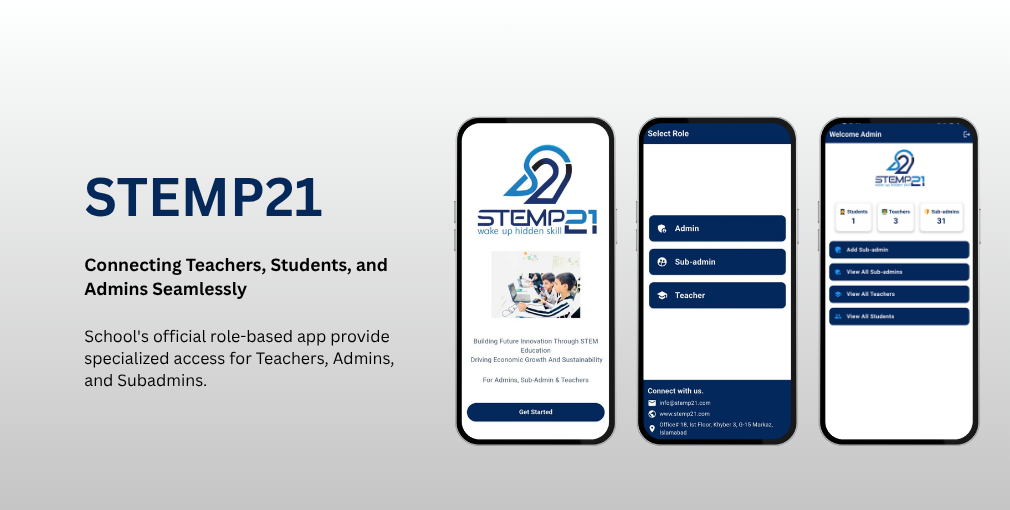 STEMP21
Connecting Teachers, Students, and
Admins Seamlessly
School's official role-based app provide
specialized access for Teachers, Admins,
and Subadmins.
STEMP21
wake up hidden skill
Building Future Innovation Through STEM
Education
Driving Economic Growth And Sustainability
For Admins, Sub-Admin & Teachers
Get Started
Select Role
Admin
Sub-admin
Teacher
Connect with us.
info@stemp21.com
www.stemp21.com
Office# 18, Ist Floor, Khyber 3, G-15 Markaz,
Islamabad
Welcome Admin
STEMP21
wake up hidden skill
Students
1
Teachers
3
Sub-admins
31
Add Sub-admin
View All Sub-admins
View All Teachers
View All Students